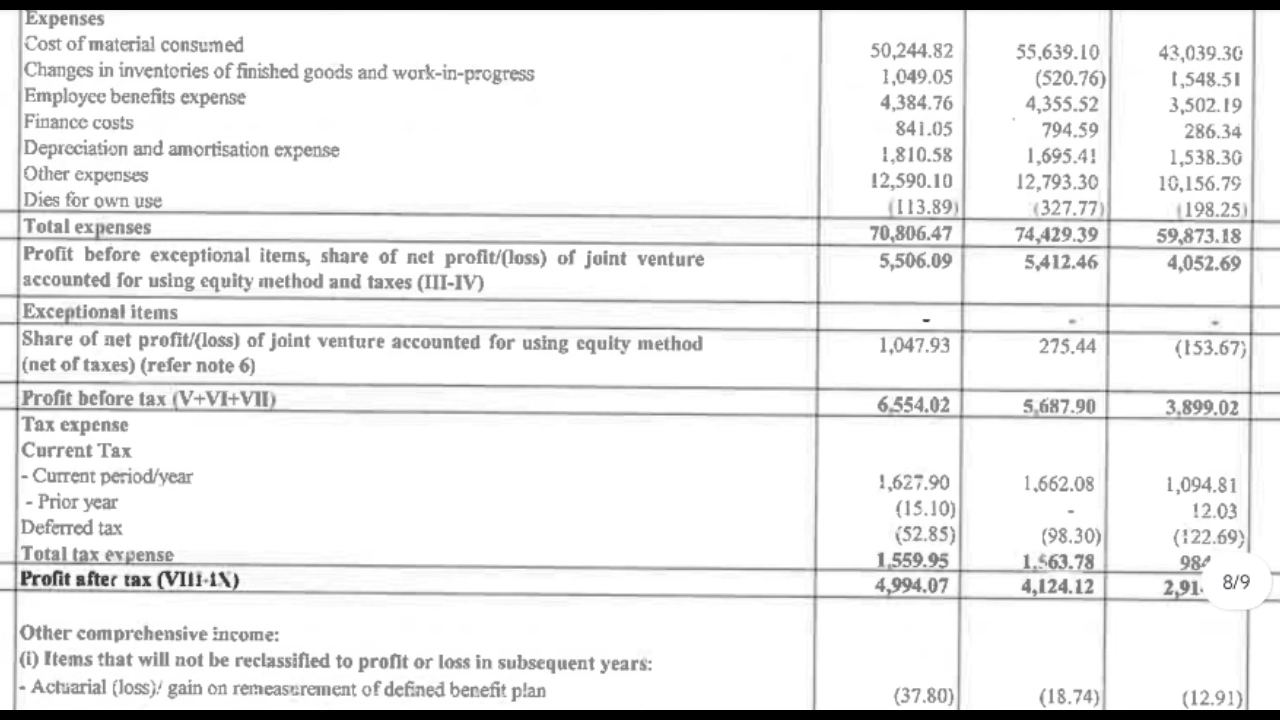 Expenses
Cost of material consumed 50,244.82 55,639.10 43,039.30
Changes in inventories of finished goods and work-in-progress 1,049.05 (520.76) 1,548.51
Employee benefits expense 4,384.76 4,355.52 3,502.19
Finance costs 841.05 794.59 286.34
Depreciation and amortisation expense 1,810.58 1,695.41 1,538.30
Other expenses 12,590.10 12,793.30 10,156.79
Dies for own use (113.89) (327.77) (198.25)
Total expenses 70,806.47 74,429.39 59,873.18
Profit before exceptional items, share of net profit/(loss) of joint venture 5,506.09 5,412.46 4,052.69
accounted for using equity method and taxes (III-IV)
Exceptional items - - -
Share of net profit/(loss) of joint venture accounted for using equity method 1,047.93 275.44 (153.67)
(net of taxes) (refer note 6)
Profit before tax (V+VI+VII) 6,554.02 5,687.90 3,899.02
Tax expense
Current Tax
- Current period/year 1,627.90 1,662.08 1,094.81
- Prior year (15.10) - 12.03
Deferred tax (52.85) (98.30) (122.69)
Total tax expense 1,559.95 1,563.78
Profit after tax (VIII-IX) 4,994.07 4,124.12
8/9
Other comprehensive income:
(i) Items that will not be reclassified to profit or loss in subsequent years:
- Actuarial (loss)/ gain on remeasurement of defined benefit plan (37.80) (18.74) (12.91)